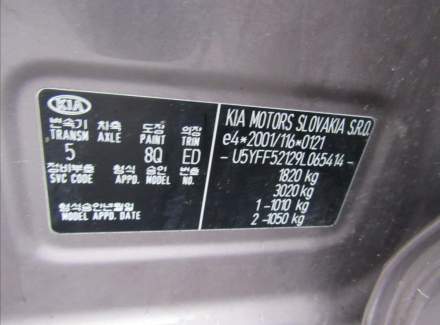 KIA
변속기 차축 도장 의장
TRANSM AXLE PAINT TRIM
5 8Q ED
정비부호 형식 승인 번호
SVC CODE APPD. MODEL NO.
형식승인년월일
MODEL APPD. DATE
KIA MOTORS SLOVAKIA S.R.O.
e4*2001/116*0121
- U5YFF52129L065414 -
1820 kg
3020 kg
1 -1010 kg
2 -1050 kg